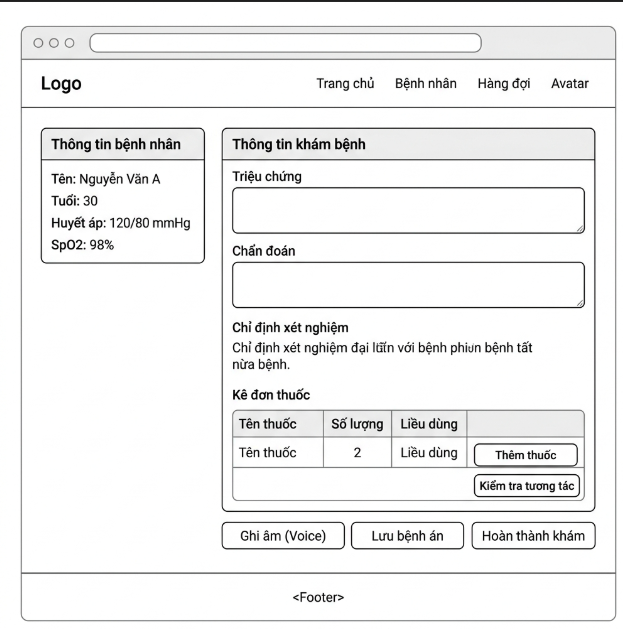 Logo
Trang chủ Bệnh nhân Hàng đợi Avatar
Thông tin bệnh nhân
Tên: Nguyễn Văn A
Tuổi: 30
Huyết áp: 120/80 mmHg
SpO2: 98%
Thông tin khám bệnh
Triệu chứng
Chẩn đoán
Chỉ định xét nghiệm
Chỉ định xét nghiệm đại với bệnh bệnh tất
nừa bệnh.
Kê đơn thuốc
Tên thuốc Số lượng Liều dùng
Tên thuốc 2 Liều dùng Thêm thuốc
Kiểm tra tương tác
Ghi âm (Voice) Lưu bệnh án Hoàn thành khám
<Footer>